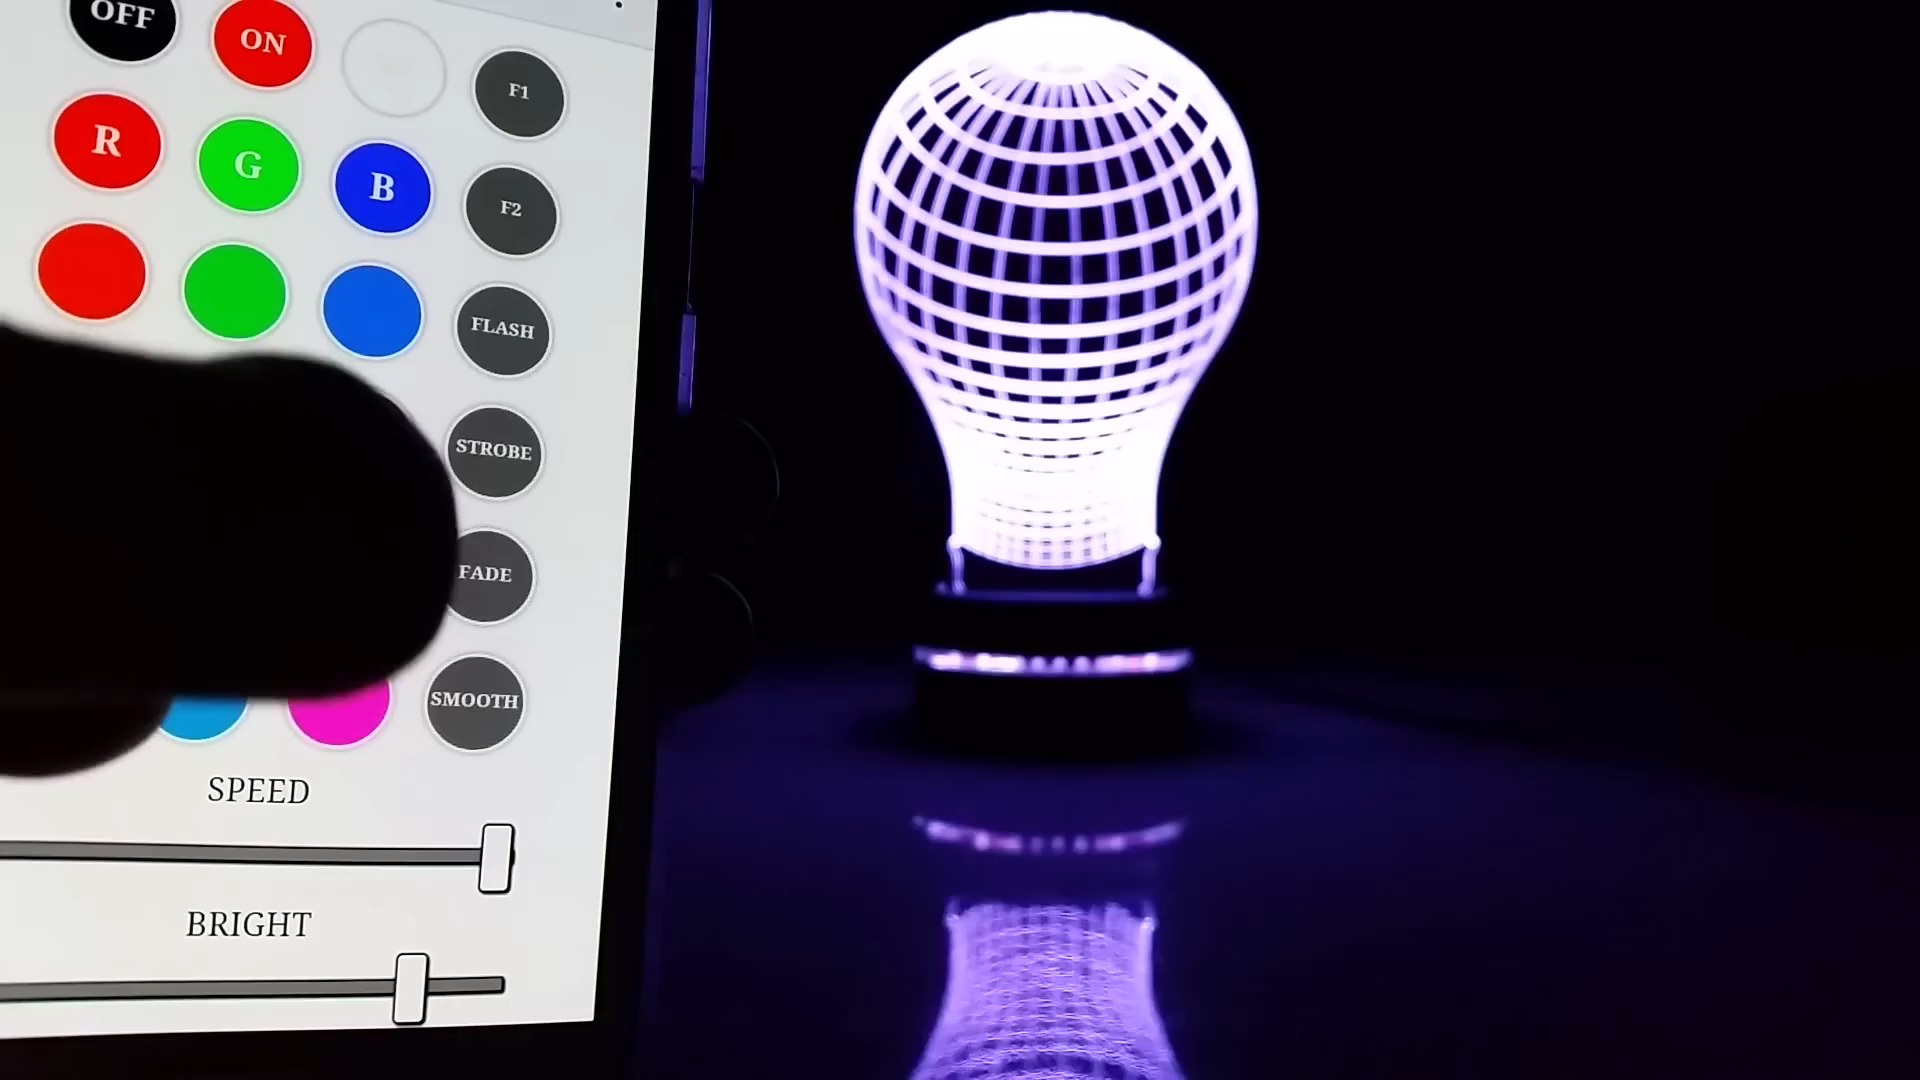 OFF
ON
F1
R
G
B
F2
FLASH
STROBE
FADE
SMOOTH
SPEED
BRIGHT